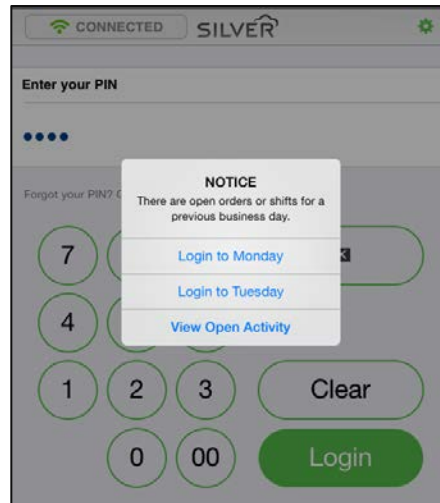 CONNECTED
SILVER
Enter your PIN
Forgot your PIN?
NOTICE
There are open orders or shifts for a
previous business day.
Login to Monday
Login to Tuesday
View Open Activity
7
4
1
2
3
Clear
0
00
Login